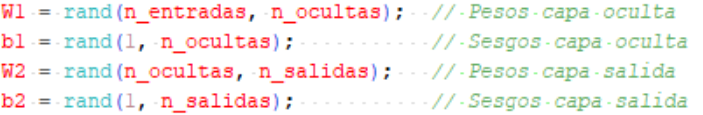 W1 = rand(n_entradas, n_ocultas); // Pesos capa oculta
b1 = rand(1, n_ocultas); // Sesgos capa oculta
W2 = rand(n_ocultas, n_salidas); // Pesos capa salida
b2 = rand(1, n_salidas); // Sesgos capa salida